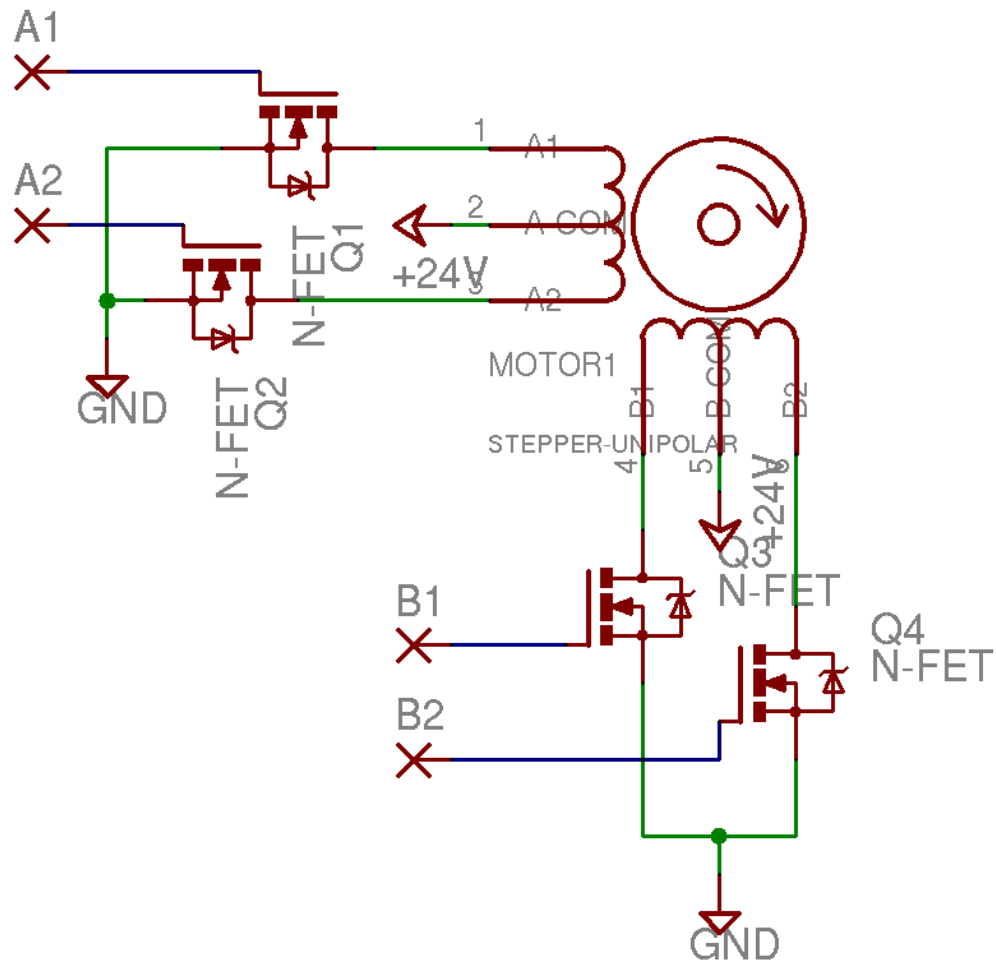 A1
1
A1
A2
2
A COM
Q1
N-FET
+24V
3
A2
MOTOR1
GND
Q2
N-FET
B1
B COM
B2
STEPPER-UNIPOLAR
4
5
6
+24V
Q3
N-FET
B1
Q4
N-FET
B2
GND